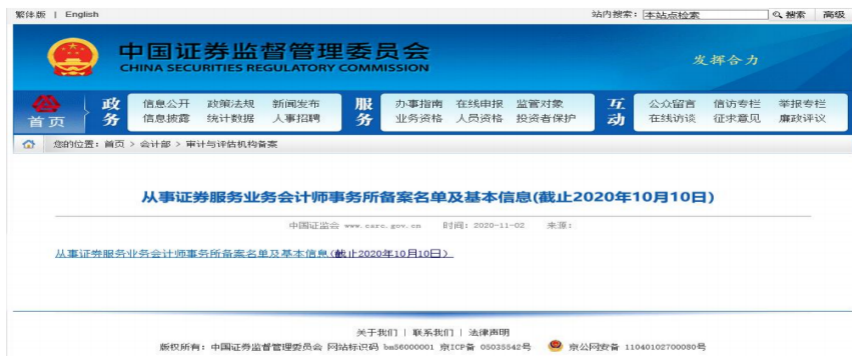 繁体版 | English 站内搜索: 本站点检索 搜索 高级
中国证券监督管理委员会
CHINA SECURITIES REGULATORY COMMISSION
发挥合力
首页
政务
信息公开 政策法规 新闻发布
信息披露 统计数据 人事招聘
服务
办事指南 在线申报 监管对象
业务资格 人员资格 投资者保护
互动
公众留言 信访专栏 举报专栏
在线访谈 征求意见 廉政评议
您的位置: 首页 > 会计部 > 审计与评估机构备案
从事证券服务业务会计师事务所备案名单及基本信息(截止2020年10月10日)
中国证监会 www.csrc.gov.cn 时间: 2020-11-02 来源:
从事证券服务业务会计师事务所备案名单及基本信息(截止2020年10月10日)
关于我们 | 联系我们 | 法律声明
版权所有: 中国证券监督管理委员会 网站标识码 bm56000001 京ICP备 05035542号 京公网安备 11040102700080号